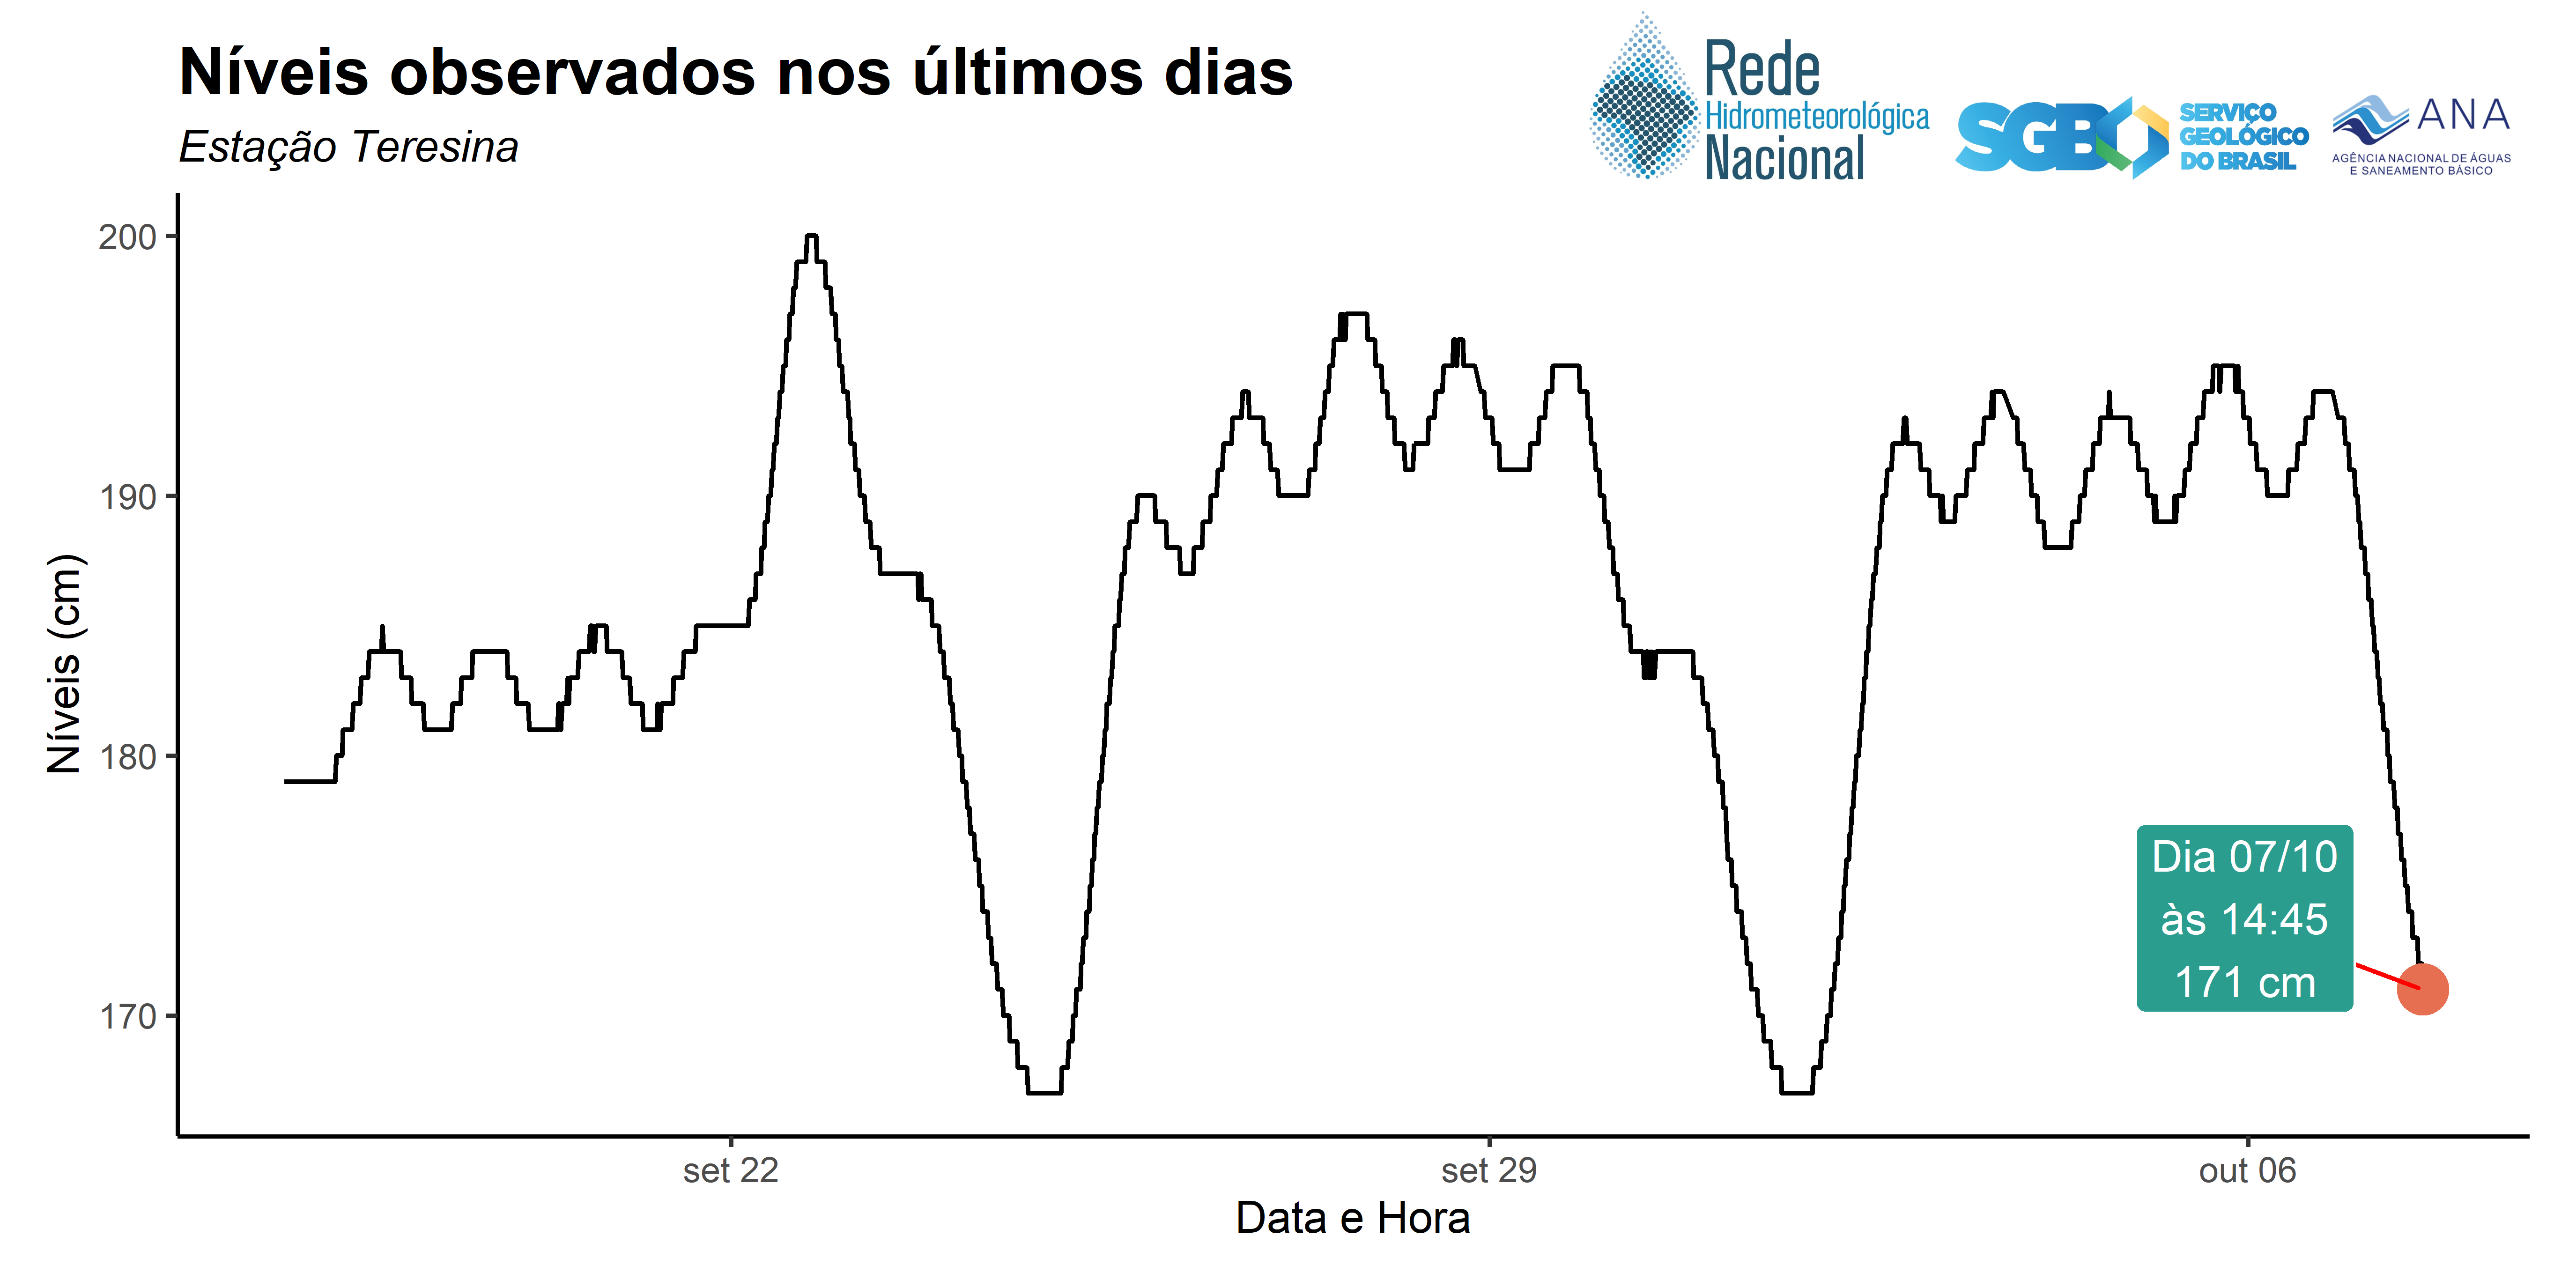 Níveis observados nos últimos dias
Estação Teresina
Rede
Hidrometeorológica
Nacional
SGB
SERVIÇO
GEOLÓGICO
DO BRASIL
ANA
AGÊNCIA NACIONAL DE ÁGUAS
E SANEAMENTO BÁSICO
200
190
180
170
Níveis (cm)
Dia 07/10
às 14:45
171 cm
set 22
set 29
out 06
Data e Hora